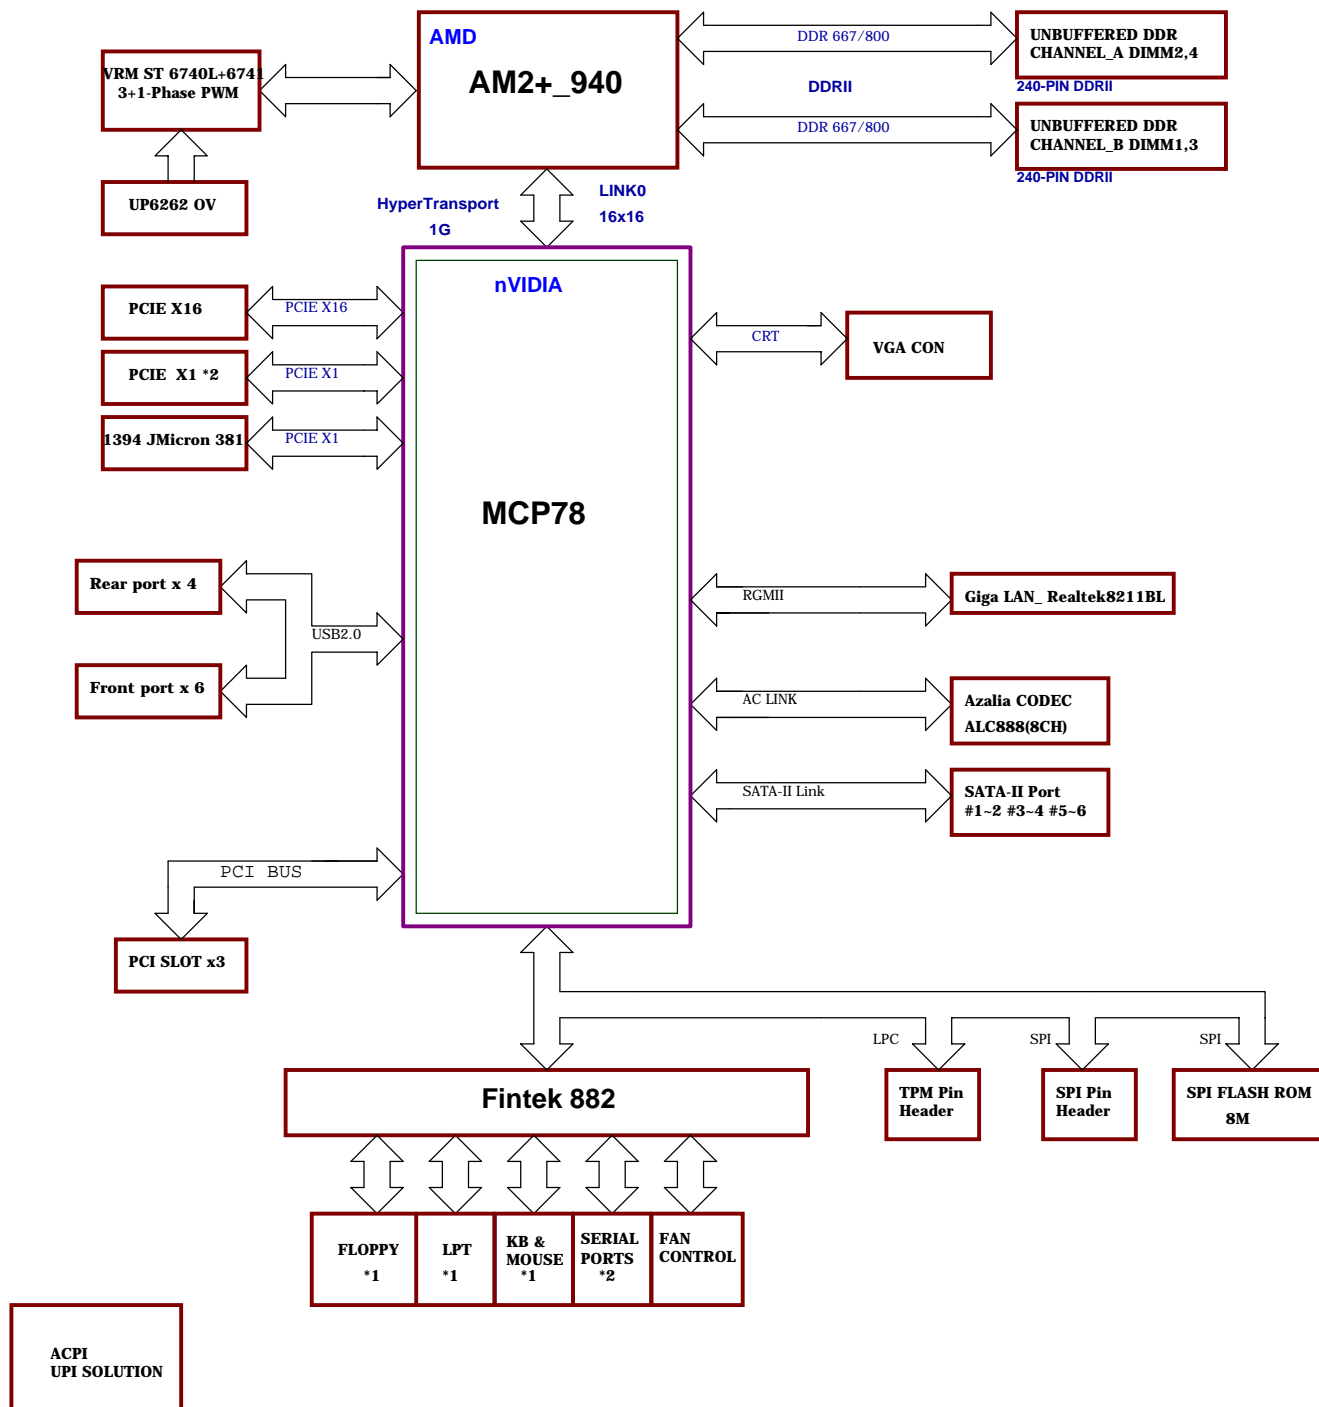 AMD
AM2+_940
VRM ST 6740L+6741
3+1-Phase PWM
UP6262 OV
DDR 667/800
DDRII
DDR 667/800
UNBUFFERED DDR
CHANNEL_A DIMM2,4
240-PIN DDRII
UNBUFFERED DDR
CHANNEL_B DIMM1,3
240-PIN DDRII
HyperTransport
1G
LINK0
16x16
nVIDIA
MCP78
PCIE X16
PCIE X16
PCIE X1 *2
PCIE X1
1394 JMicron 381
PCIE X1
CRT
VGA CON
Rear port x 4
USB2.0
Front port x 6
RGMII
Giga LAN_ Realtek8211BL
AC LINK
Azalia CODEC
ALC888(8CH)
SATA-II Link
SATA-II Port
#1~2 #3~4 #5~6
PCI BUS
PCI SLOT x3
LPC
SPI
SPI
TPM Pin
Header
SPI Pin
Header
SPI FLASH ROM
8M
Fintek 882
FLOPPY
*1
LPT
*1
KB &
MOUSE
*1
SERIAL
PORTS
*2
FAN
CONTROL
ACPI
UPI SOLUTION